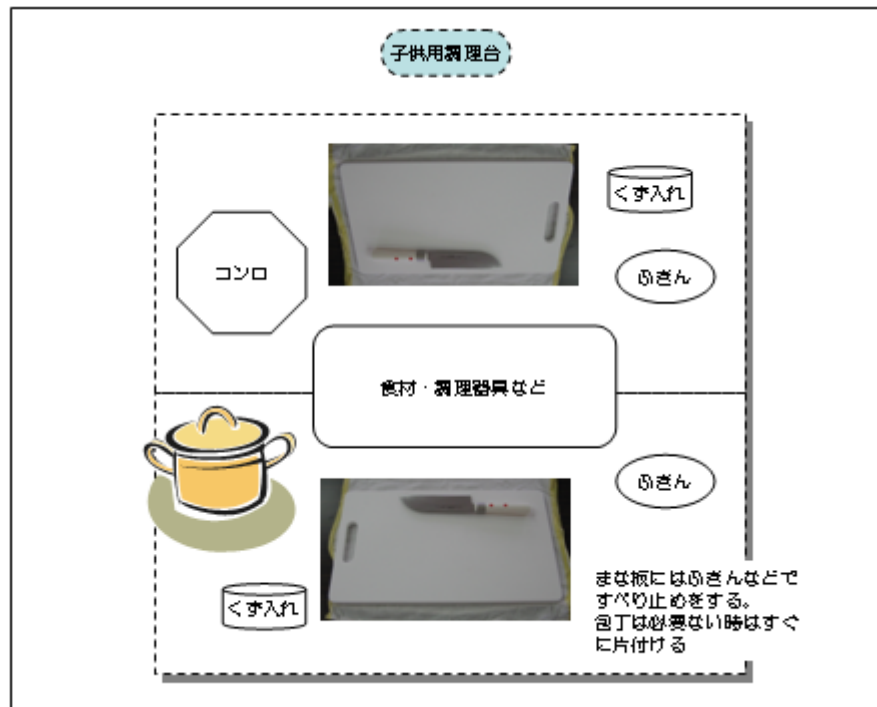 子供用調理台
くず入れ
コンロ
ふきん
食材・調理器具など
ふきん
くず入れ
まな板にはふきんなどで
すべり止めをする。
包丁は必要ない時はすぐ
に片付ける